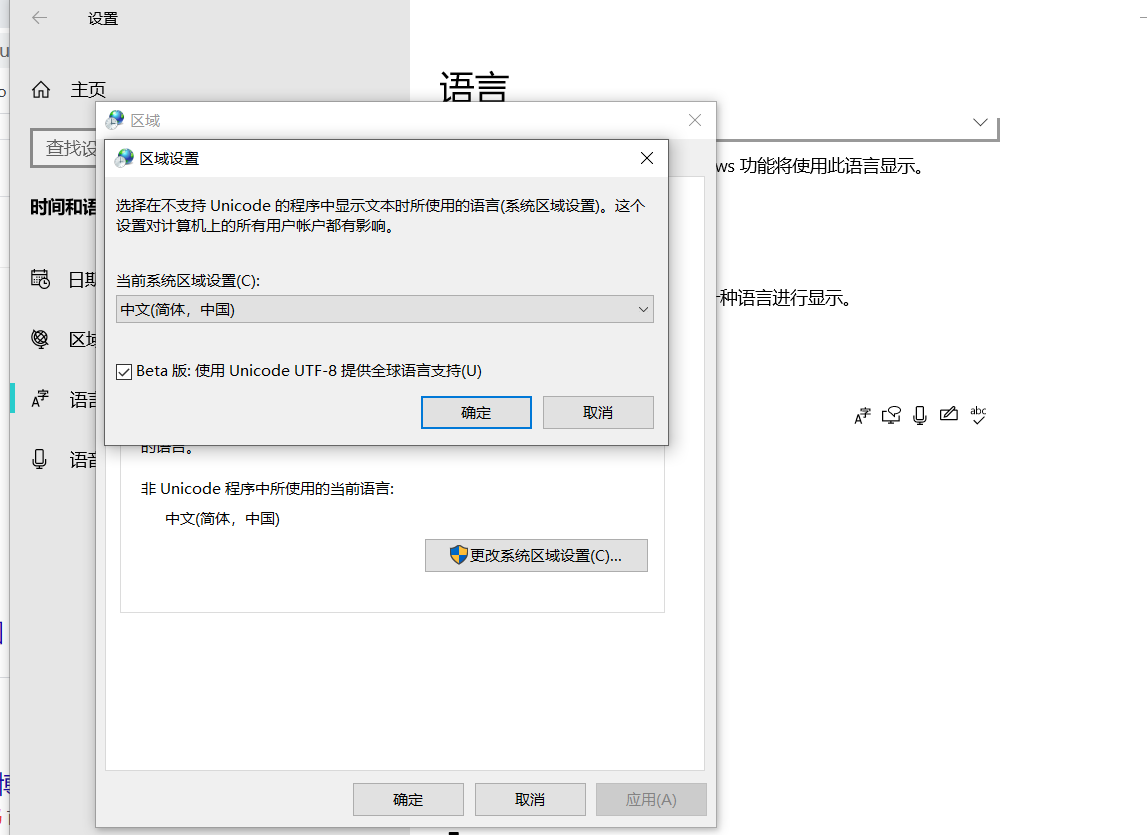 设置
主页
语言
区域
查找设
区域设置
ws 功能将使用此语言显示。
选择在不支持 Unicode 的程序中显示文本时所使用的语言(系统区域设置)。这个
设置对计算机上的所有用户帐户都有影响。
时间和语
日期
当前系统区域设置(C):
中文(简体，中国)
种语言进行显示。
区域
Beta 版: 使用 Unicode UTF-8 提供全球语言支持(U)
语言
确定
取消
abc
的语言。
语音
非 Unicode 程序中所使用的当前语言:
中文(简体，中国)
更改系统区域设置(C)...
确定
取消
应用(A)